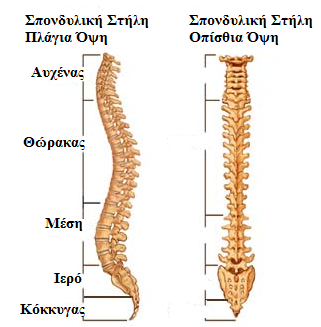 Σπονδυλική Στήλη
Πλάγια Όψη
Σπονδυλική Στήλη
Οπίσθια Όψη
Αυχένας
Θώρακας
Μέση
Ιερό
Κόκκυγας